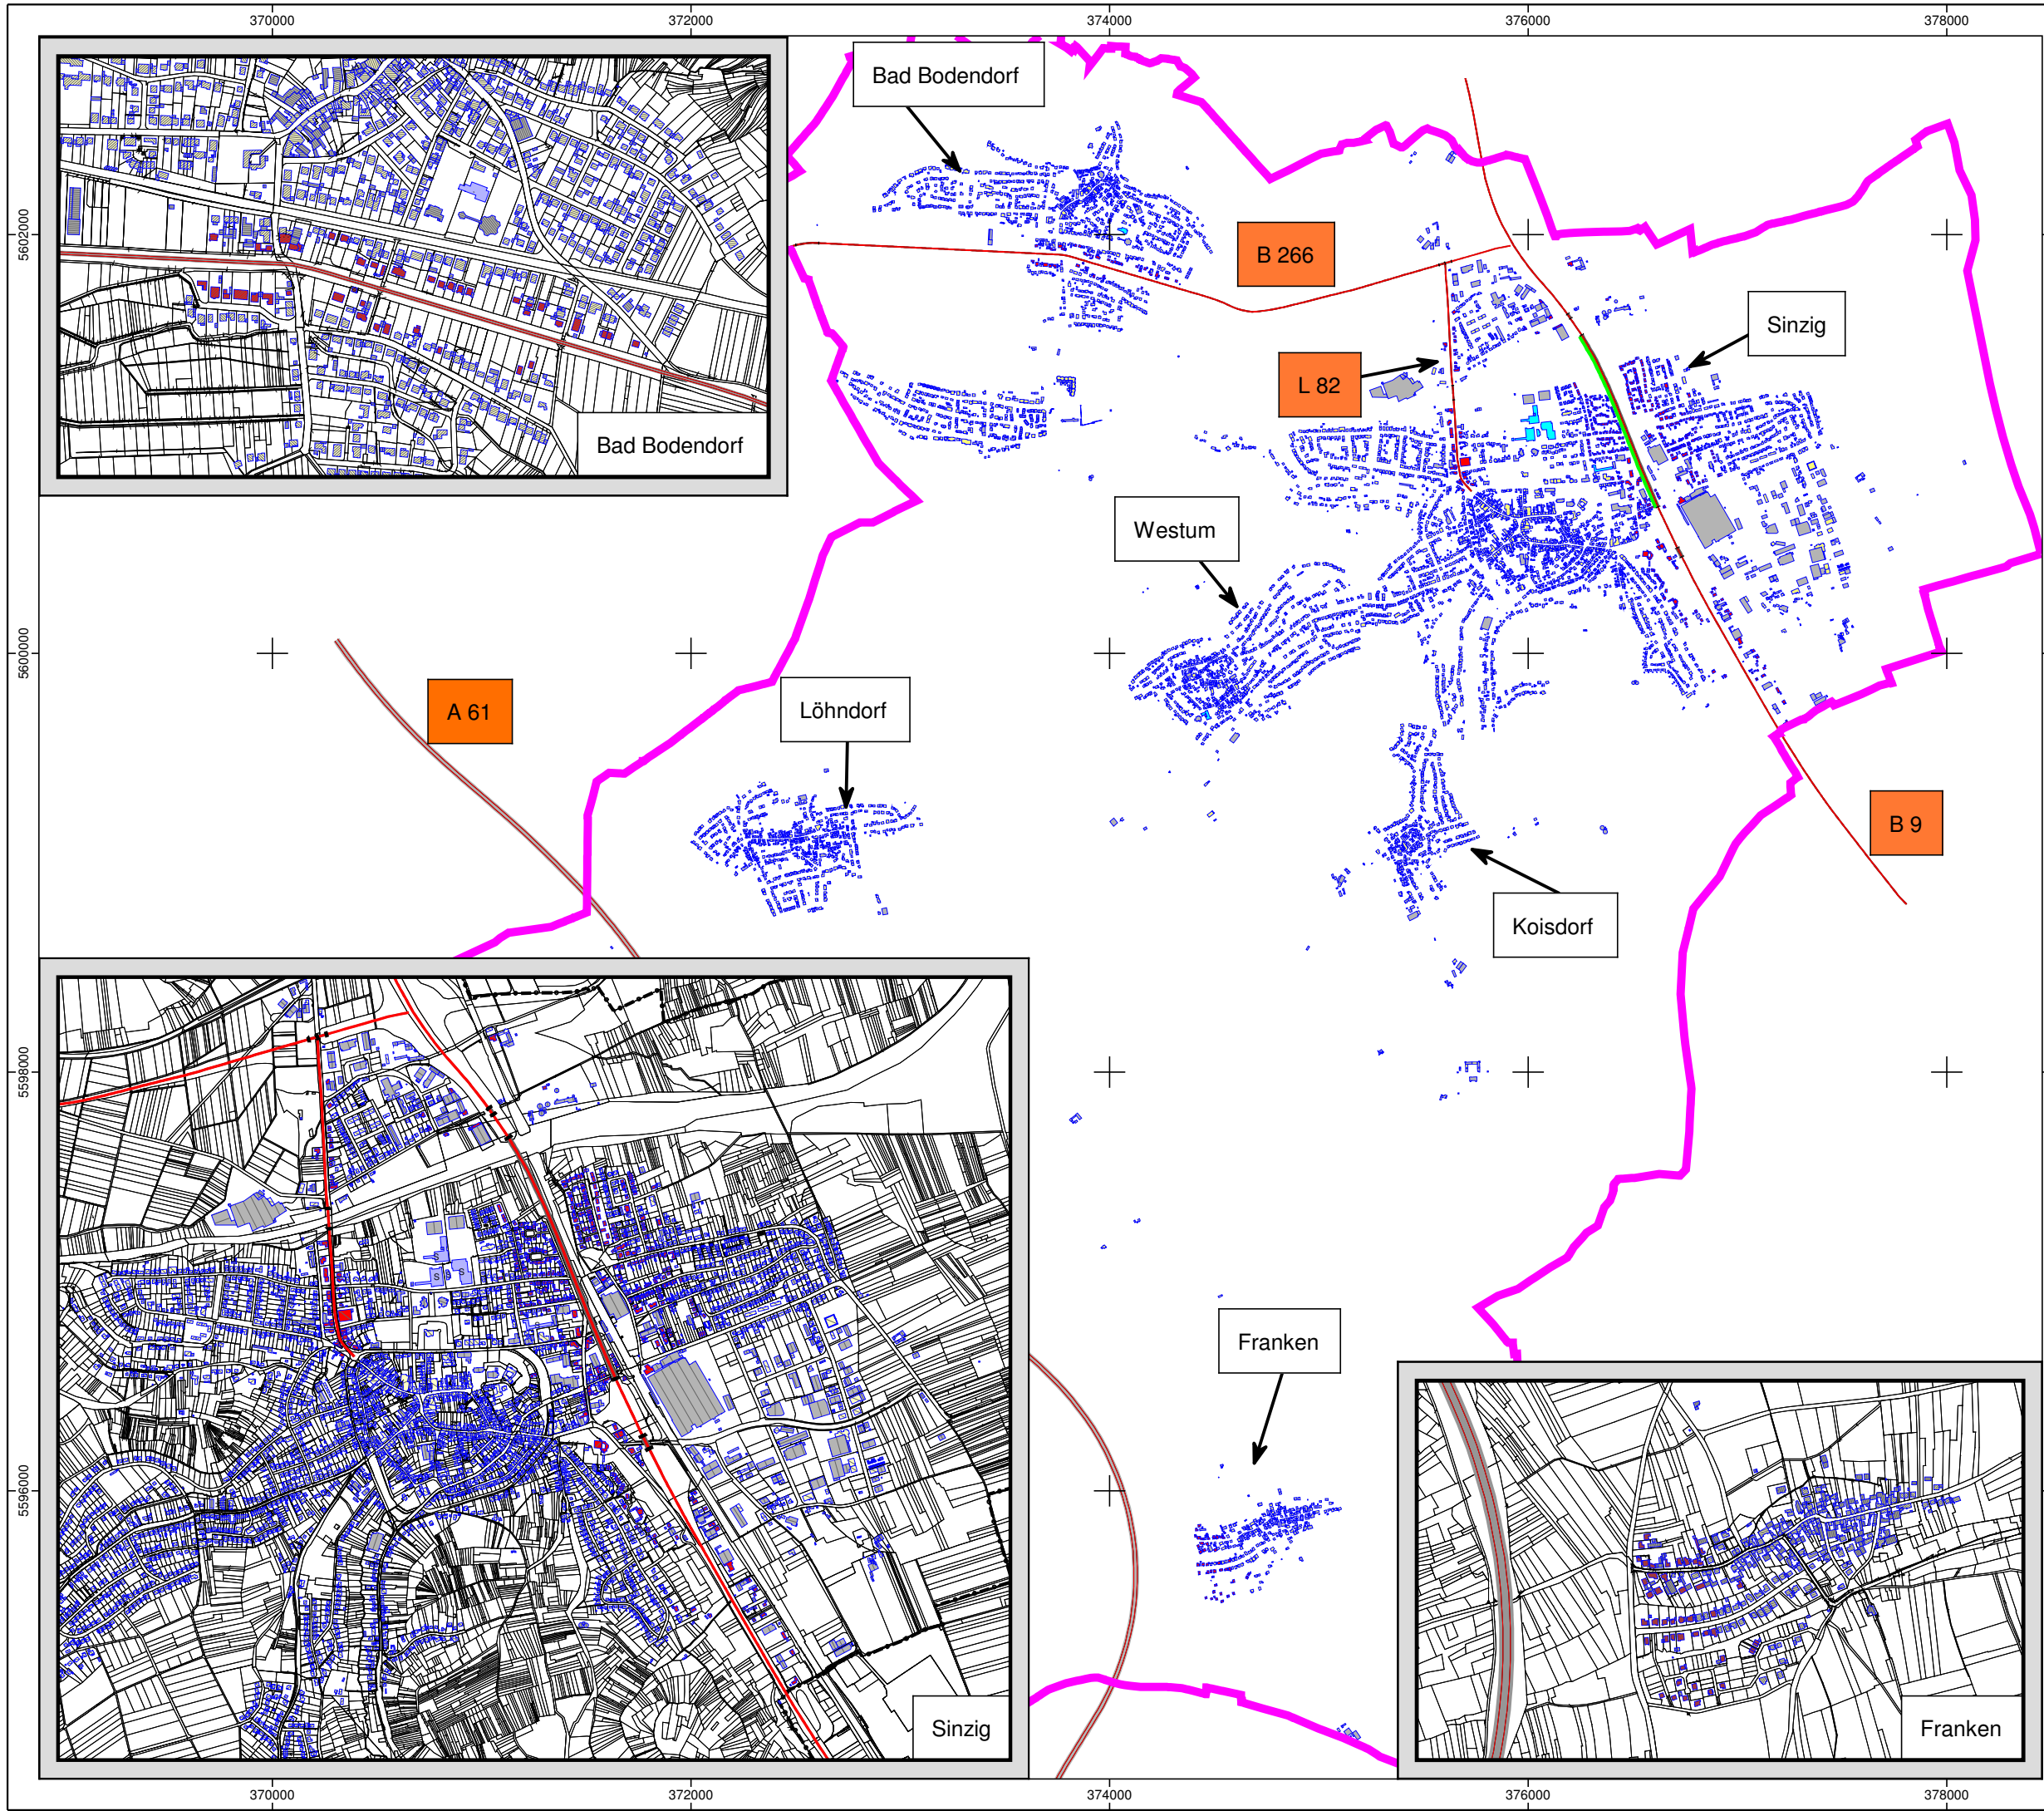 370000
372000
374000
376000
378000
Bad Bodendorf
5602000
B 266
Sinzig
L 82
Bad Bodendorf
Westum
5600000
A 61
Löhndorf
B 9
Koisdorf
5598000
S
S
Franken
5596000
Sinzig
Franken
370000
372000
374000
376000
378000